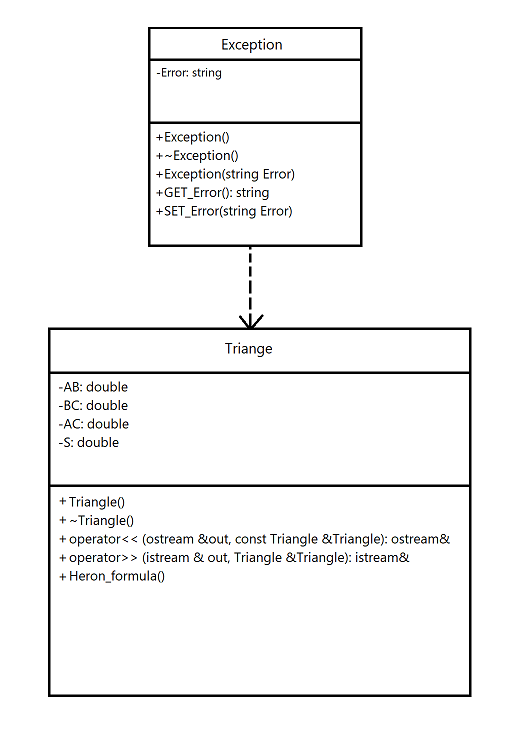 Exception
-Error: string
+Exception()
+~Exception()
+Exception(string Error)
+GET_Error(): string
+SET_Error(string Error)
Triange
-AB: double
-BC: double
-AC: double
-S: double
+ Triangle()
+ ~Triangle()
+ operator<< (ostream &out, const Triangle &Triangle): ostream&
+ operator>> (istream & out, Triangle &Triangle): istream&
+ Heron_formula()